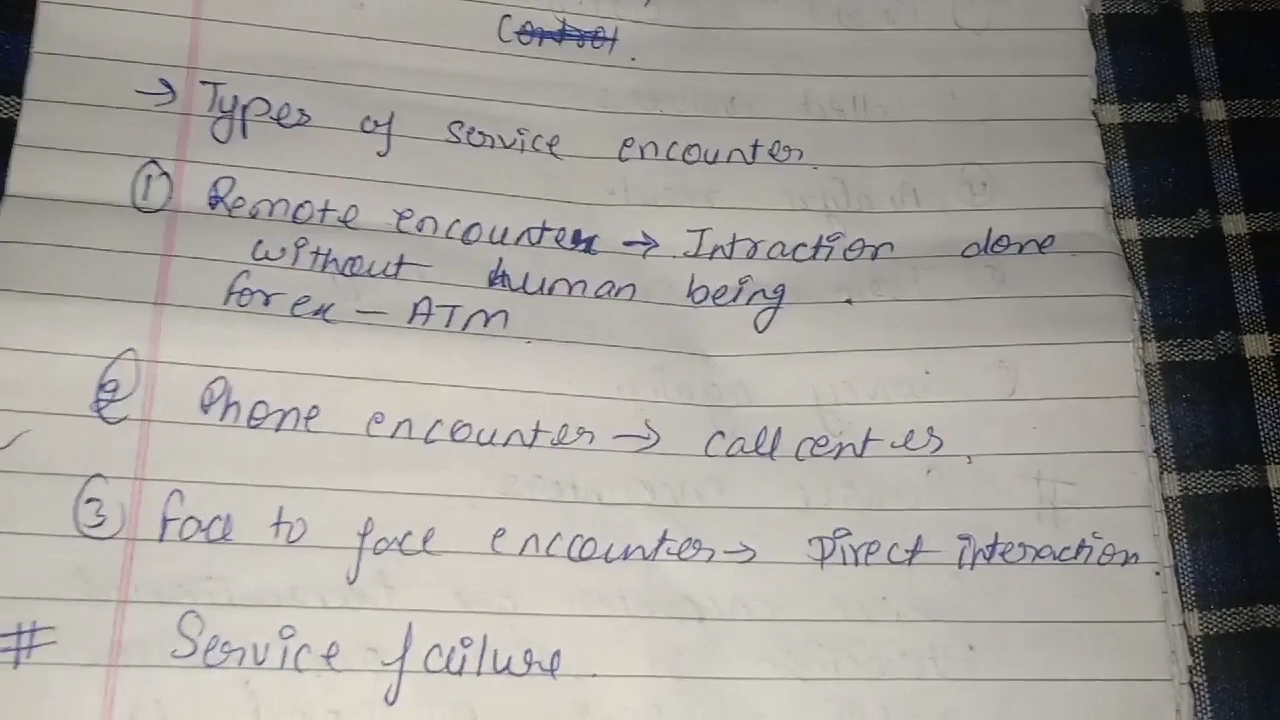 → Types of service encounter.
① Remote encounter → Intraction done
without human being .
for ex - ATM.
② Phone encounter → call centres.
③ face to face enccounter → Direct interaction.
# Service failure.